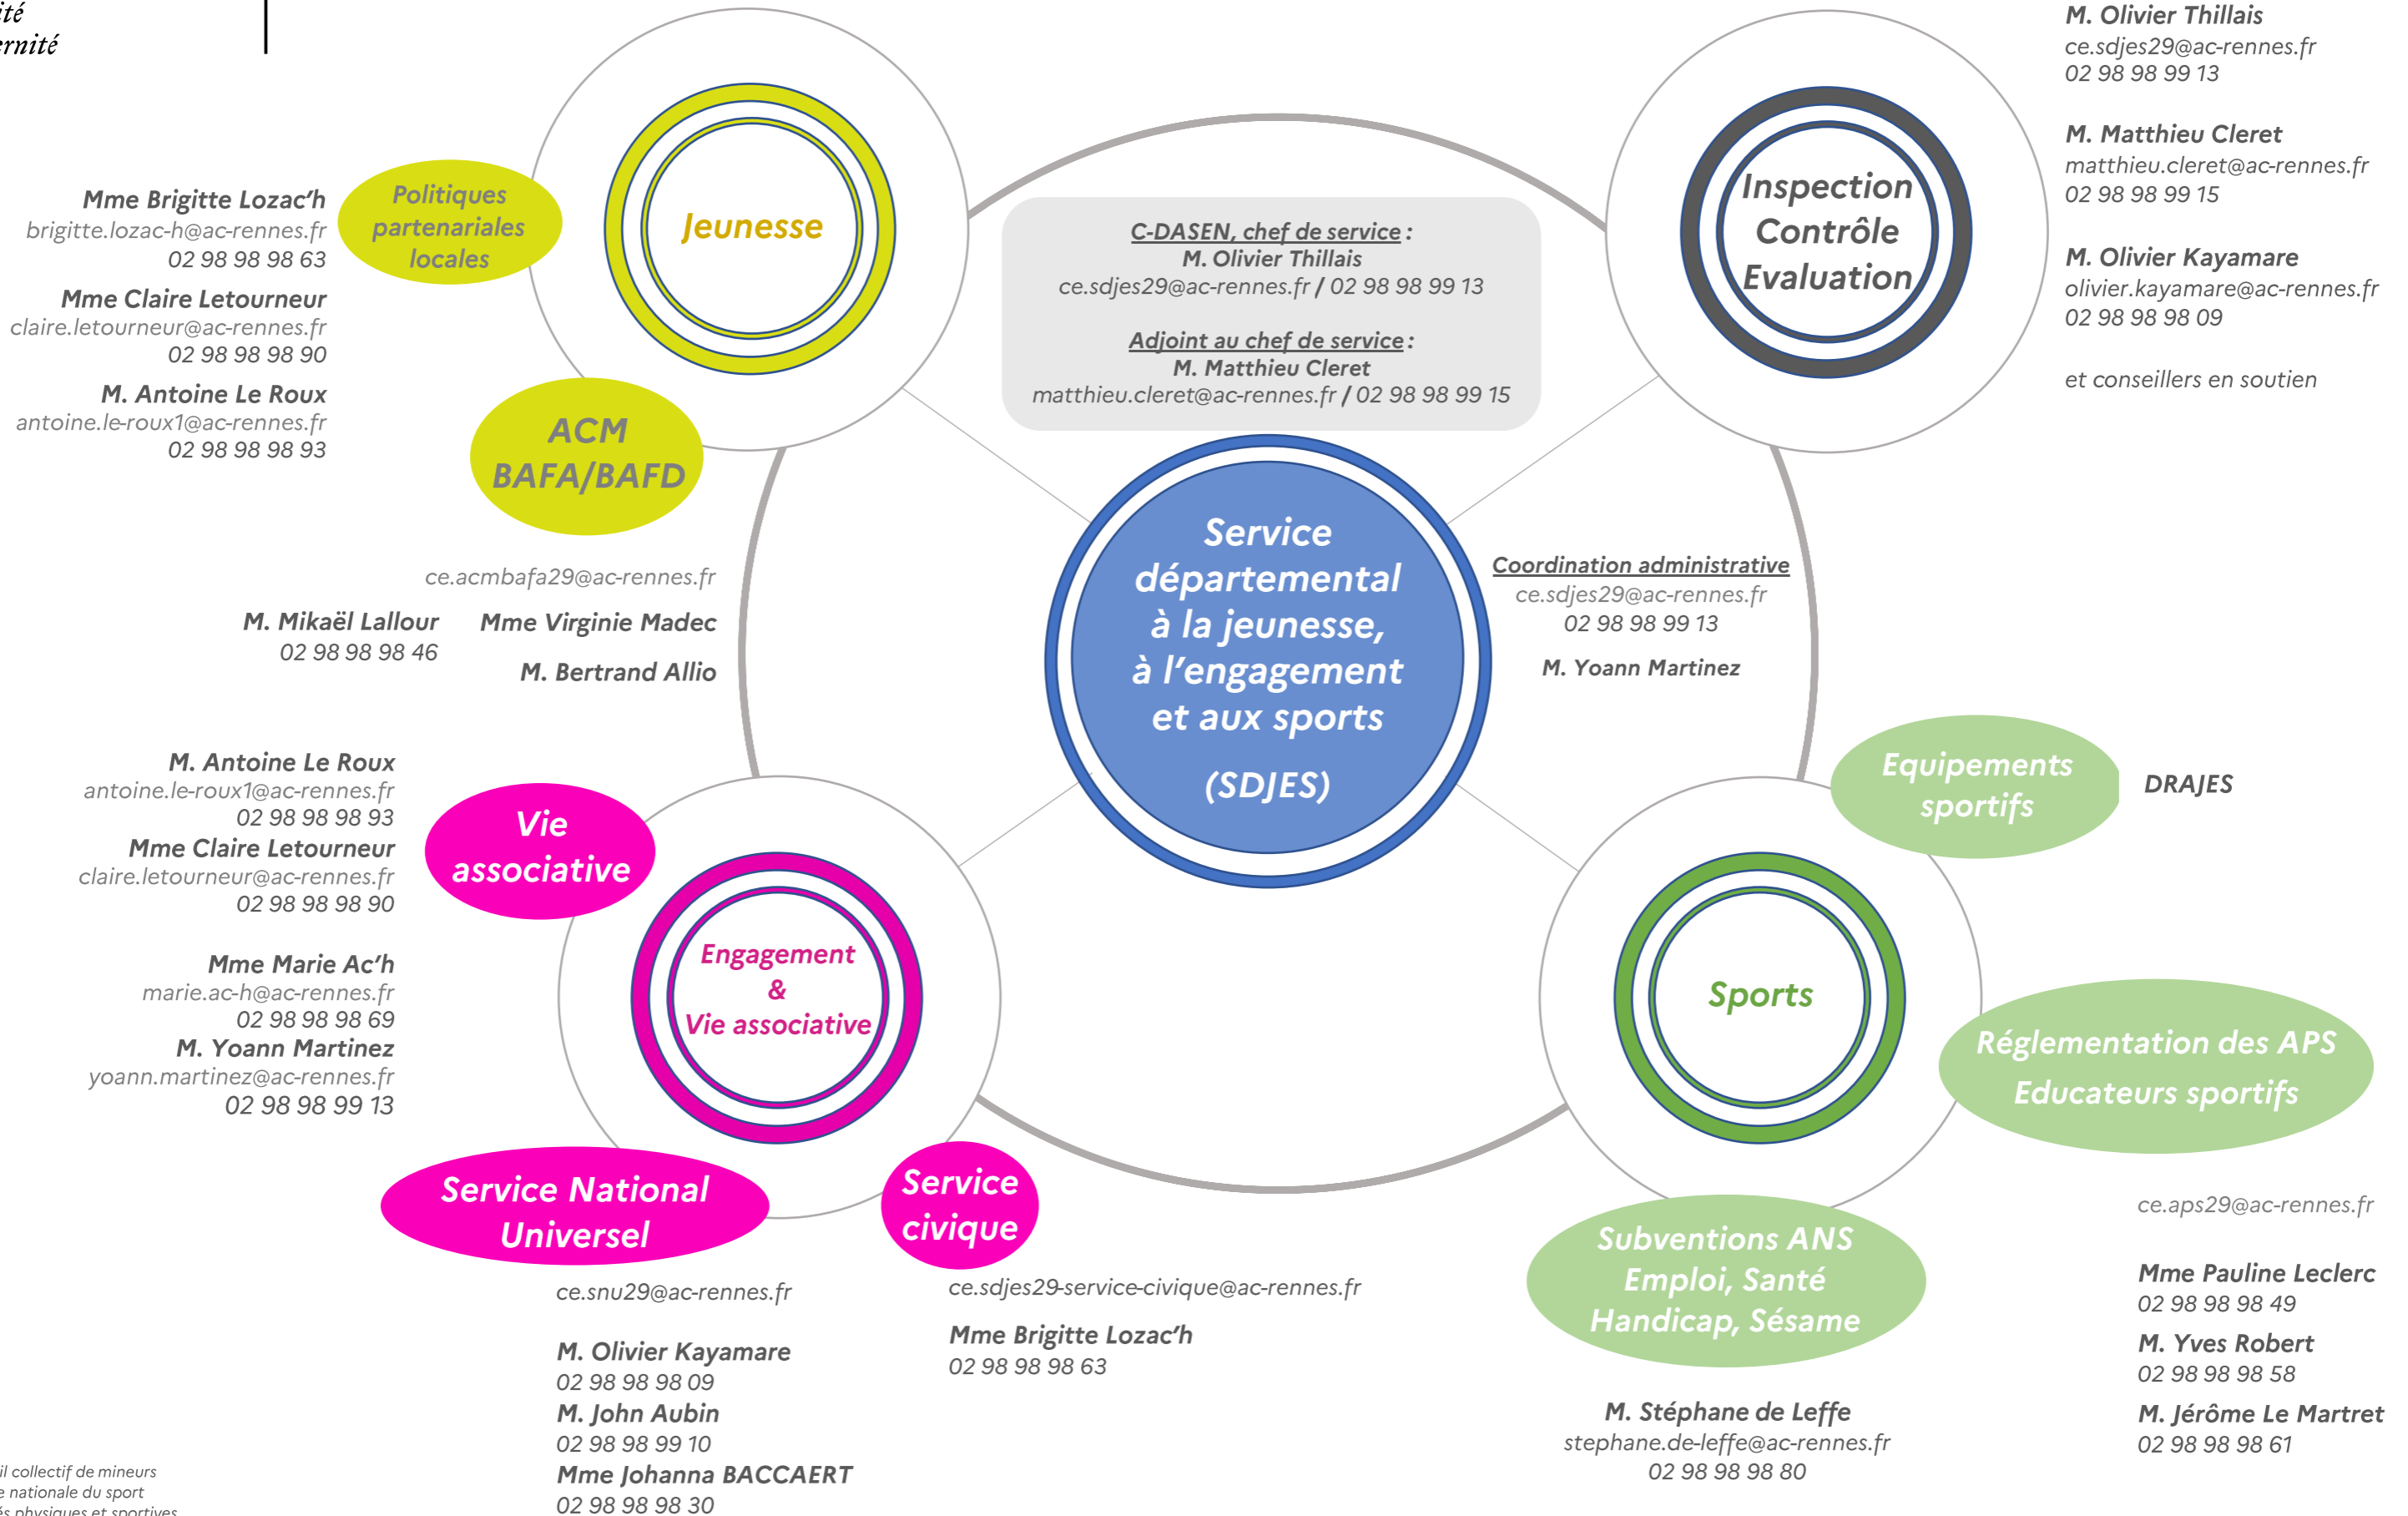 Jeunesse
Politiques
partenariales
locales
Mme Brigitte Lozac'h
brigitte.lozac-h@ac-rennes.fr
02 98 98 98 63
Mme Claire Letourneur
claire.letourneur@ac-rennes.fr
02 98 98 98 90
M. Antoine Le Roux
antoine.le-roux1@ac-rennes.fr
02 98 98 98 93
ACM
BAFA/BAFD
ce.acmbafa29@ac-rennes.fr
M. Mikaël Lallour
02 98 98 98 46
Mme Virginie Madec
M. Bertrand Allio
C-DASEN, chef de service :
M. Olivier Thillais
ce.sdjes29@ac-rennes.fr / 02 98 98 99 13
Adjoint au chef de service :
M. Matthieu Cleret
matthieu.cleret@ac-rennes.fr / 02 98 98 99 15
Inspection
Contrôle
Evaluation
M. Olivier Thillais
ce.sdjes29@ac-rennes.fr
02 98 98 99 13
M. Matthieu Cleret
matthieu.cleret@ac-rennes.fr
02 98 98 99 15
M. Olivier Kayamare
olivier.kayamare@ac-rennes.fr
02 98 98 98 09
et conseillers en soutien
Service
départemental
à la jeunesse,
à l'engagement
et aux sports
(SDJES)
Coordination administrative
ce.sdjes29@ac-rennes.fr
02 98 98 99 13
M. Yoann Martinez
Vie
associative
M. Antoine Le Roux
antoine.le-roux1@ac-rennes.fr
02 98 98 98 93
Mme Claire Letourneur
claire.letourneur@ac-rennes.fr
02 98 98 98 90
Mme Marie Ac'h
marie.ac-h@ac-rennes.fr
02 98 98 98 69
M. Yoann Martinez
yoann.martinez@ac-rennes.fr
02 98 98 99 13
Engagement
&
Vie associative
Service National
Universel
ce.snu29@ac-rennes.fr
M. Olivier Kayamare
02 98 98 98 09
M. John Aubin
02 98 98 99 10
Mme Johanna BACCAERT
02 98 98 98 30
Service
civique
ce.sdjes29-service-civique@ac-rennes.fr
Mme Brigitte Lozac'h
02 98 98 98 63
Sports
Equipements
sportifs
DRAJES
Réglementation des APS
Educateurs sportifs
ce.aps29@ac-rennes.fr
Mme Pauline Leclerc
02 98 98 98 49
M. Yves Robert
02 98 98 98 58
M. Jérôme Le Martret
02 98 98 98 61
Subventions ANS
Emploi, Santé
Handicap, Sésame
M. Stéphane de Leffe
stephane.de-leffe@ac-rennes.fr
02 98 98 98 80
collectif de mineurs
nationale du sport
physiques et sportives